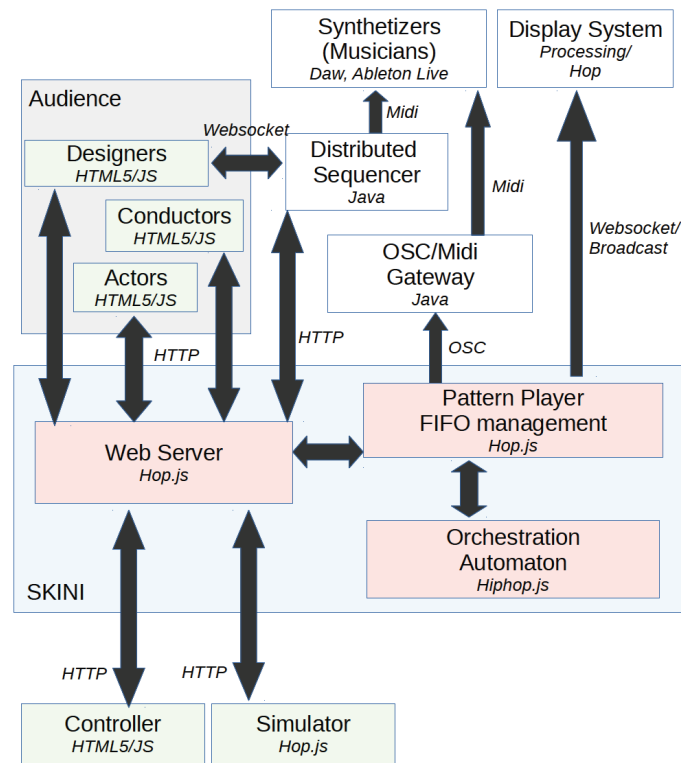 Synthetizers
(Musicians)
Daw, Ableton Live
Display System
Processing/
Hop
Audience
Websocket
Midi
Designers
HTML5/JS
Distributed
Sequencer
Java
Midi
Conductors
HTML5/JS
Websocket/
Broadcast
OSC/Midi
Gateway
Java
Actors
HTML5/JS
HTTP
HTTP
OSC
Pattern Player
FIFO management
Hop.js
Web Server
Hop.js
Orchestration
Automaton
Hiphop.js
SKINI
HTTP
HTTP
Controller
HTML5/JS
Simulator
Hop.js